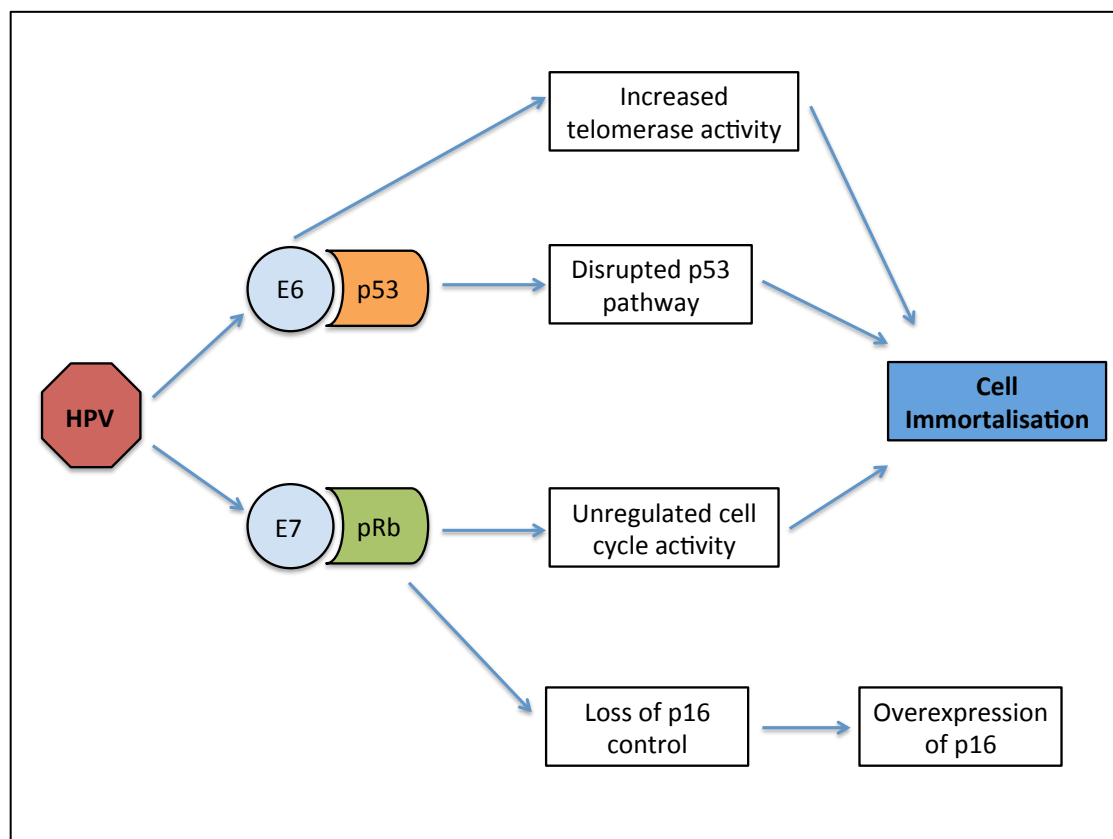 Increased
telomerase activity
E6
p53
Disrupted p53
pathway
HPV
Cell
Immortalisation
E7
pRb
Unregulated cell
cycle activity
Loss of p16
control
Overexpression
of p16